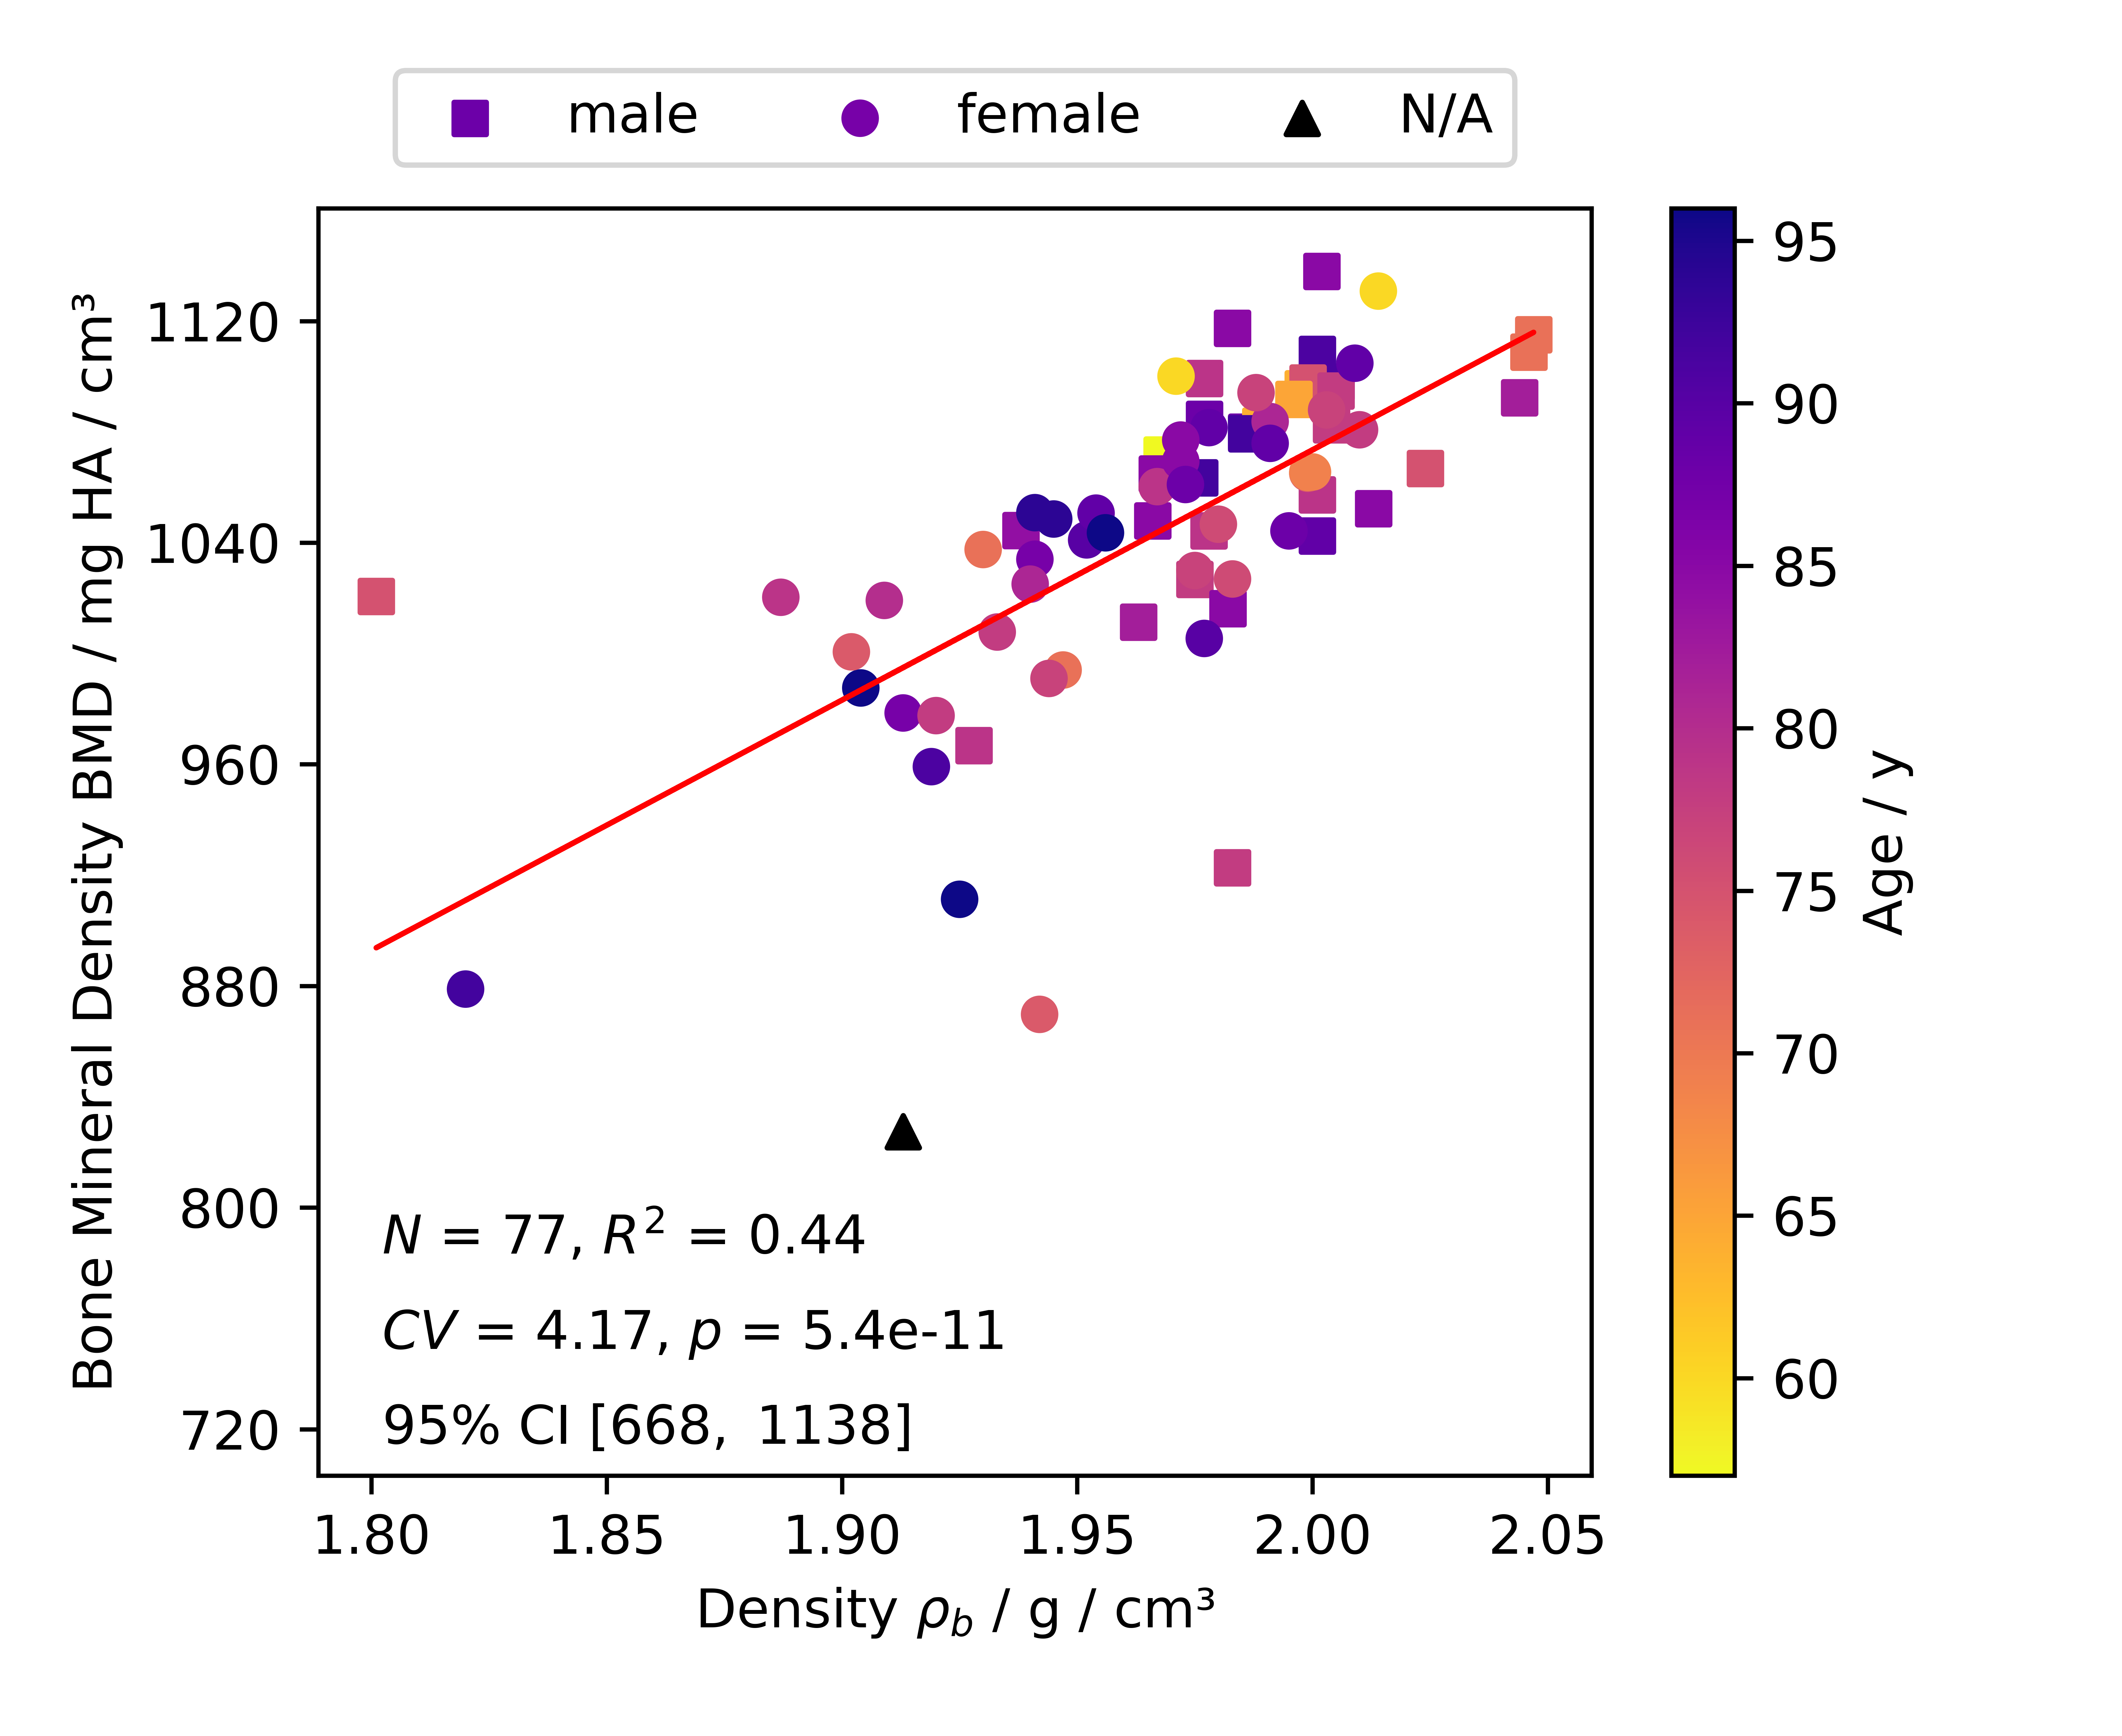 male female N/A
Bone Mineral Density BMD / mg HA / cm³
1120
1040
960
880
800
720
N = 77, R² = 0.44
CV = 4.17, p = 5.4e-11
95% CI [668, 1138]
1.80 1.85 1.90 1.95 2.00 2.05
Density ρb / g / cm³
95
90
85
80
75
70
65
60
Age / y